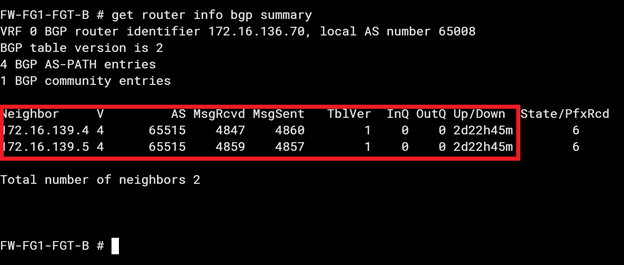 FW-FG1-FGT-B # get router info bgp summary
VRF 0 BGP router identifier 172.16.136.70, local AS number 65008
BGP table version is 2
4 BGP AS-PATH entries
1 BGP community entries
Neighbor V AS MsgRcvd MsgSent TblVer InQ OutQ Up/Down State/PfxRcd
172.16.139.4 4 65515 4847 4860 1 0 0 2d22h45m 6
172.16.139.5 4 65515 4859 4857 1 0 0 2d22h45m 6
Total number of neighbors 2
FW-FG1-FGT-B #